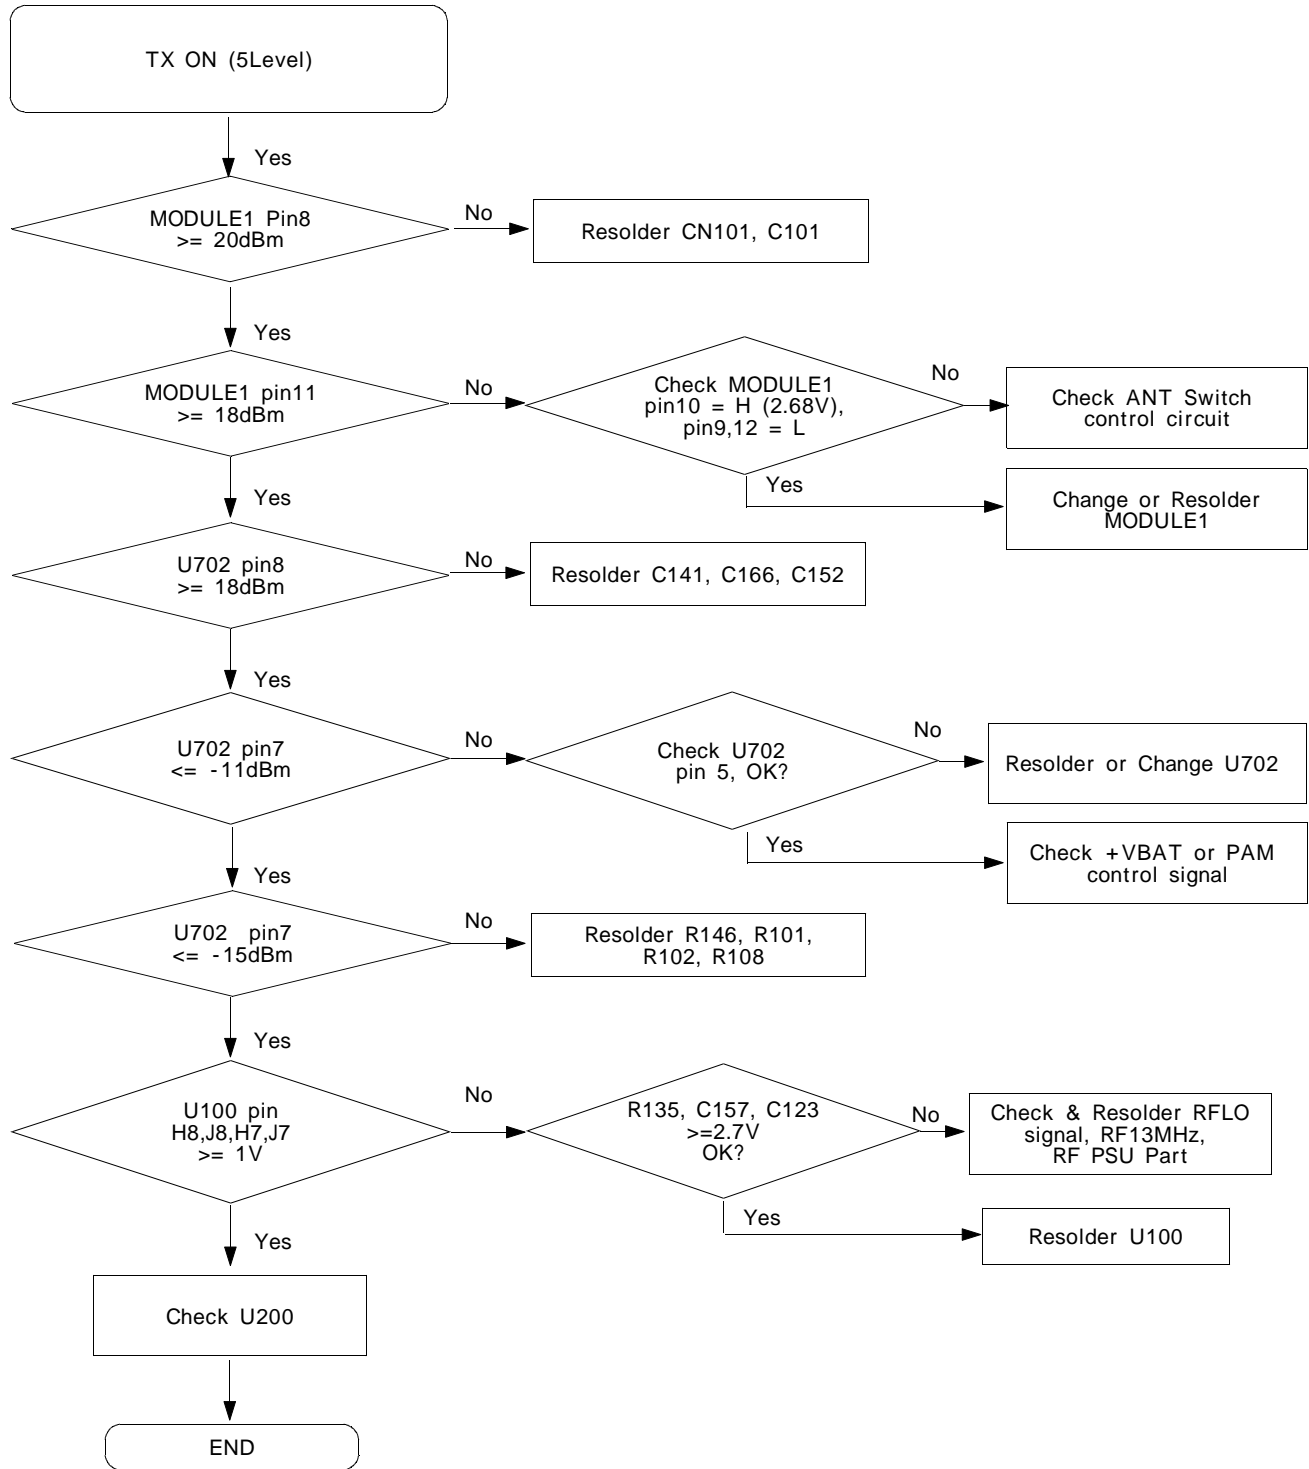 TX ON (5Level)
Yes
MODULE1 Pin8
>= 20dBm
No
Resolder CN101, C101
Yes
MODULE1 pin11
>= 18dBm
No
Check MODULE1
pin10 = H (2.68V),
pin9,12 = L
No
Check ANT Switch
control circuit
Yes
Change or Resolder
MODULE1
Yes
U702 pin8
>= 18dBm
No
Resolder C141, C166, C152
Yes
U702 pin7
<= -11dBm
No
Check U702
pin 5, OK?
No
Resolder or Change U702
Yes
Check +VBAT or PAM
control signal
Yes
U702 pin7
<= -15dBm
No
Resolder R146, R101,
R102, R108
Yes
U100 pin
H8,J8,H7,J7
>= 1V
No
R135, C157, C123
>=2.7V
OK?
No
Check & Resolder RFLO
signal, RF13MHz,
RF PSU Part
Yes
Resolder U100
Yes
Check U200
END